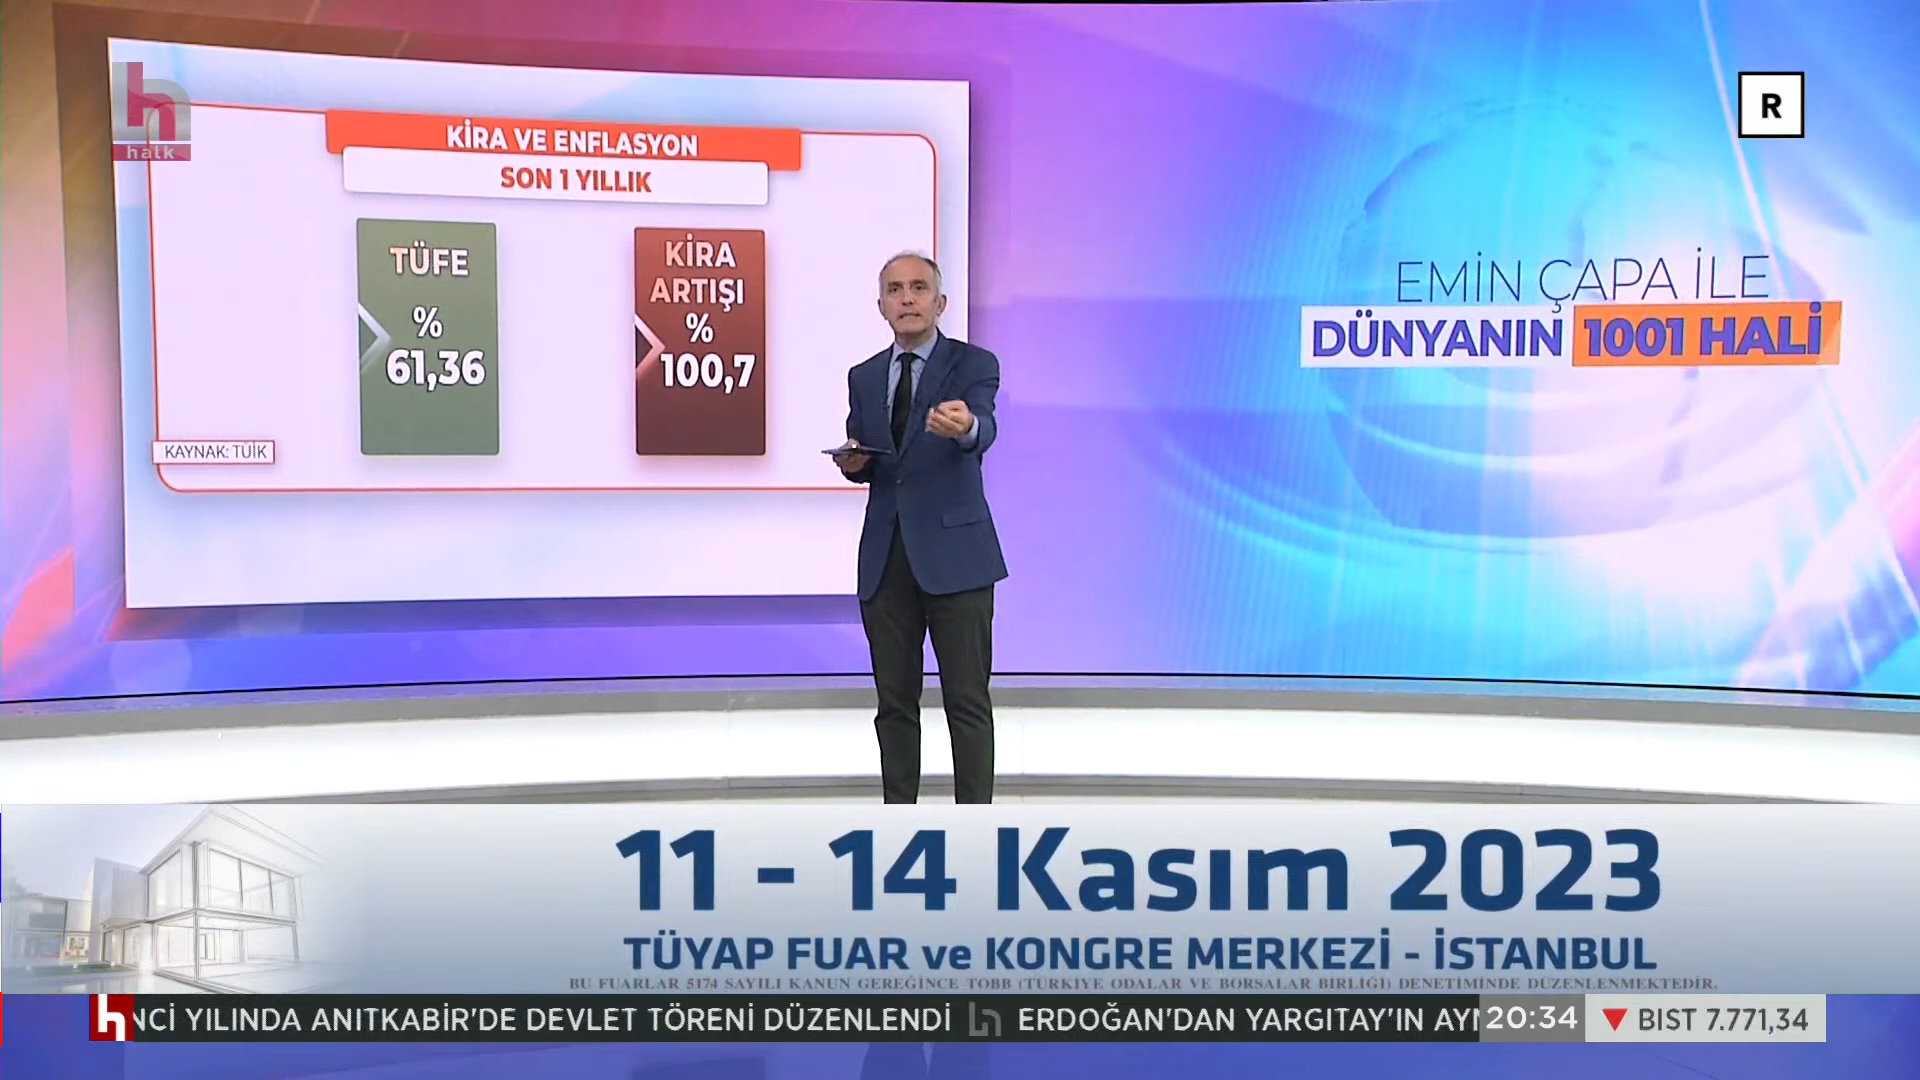 h
halk
R
KİRA VE ENFLASYON
SON 1 YILLIK
TÜFE
%
61,36
KİRA
ARTIŞI
%
100,7
KAYNAK: TÜİK
EMİN ÇAPA İLE
DÜNYANIN 1001 HALİ
11 - 14 Kasım 2023
TÜYAP FUAR ve KONGRE MERKEZİ - İSTANBUL
BU FUARLAR 5174 SAYILI KANUN GEREĞİNCE TOBB (TÜRKİYE ODALAR VE BORSALAR BİRLİĞİ) DENETİMİNDE DÜZENLENMEKTEDİR.
h NCİ YILINDA ANITKABİR'DE DEVLET TÖRENİ DÜZENLENDİ h ERDOĞAN'DAN YARGITAY'IN AY 20:34 ▼ BIST 7.771,34